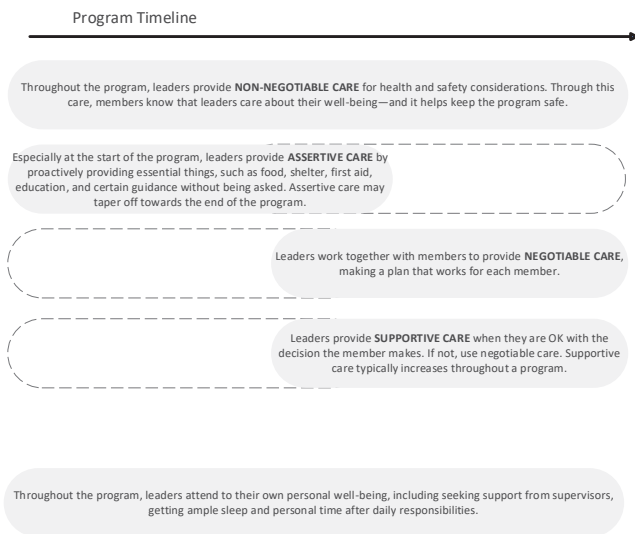 Program Timeline
Throughout the program, leaders provide NON-NEGOTIABLE CARE for health and safety considerations. Through this
care, members know that leaders care about their well-being—and it helps keep the program safe.
Especially at the start of the program, leaders provide ASSERTIVE CARE by
proactively providing essential things, such as food, shelter, first aid,
education, and certain guidance without being asked. Assertive care may
taper off towards the end of the program.
Leaders work together with members to provide NEGOTIABLE CARE,
making a plan that works for each member.
Leaders provide SUPPORTIVE CARE when they are OK with the
decision the member makes. If not, use negotiable care. Supportive
care typically increases throughout a program.
Throughout the program, leaders attend to their own personal well-being, including seeking support from supervisors,
getting ample sleep and personal time after daily responsibilities.